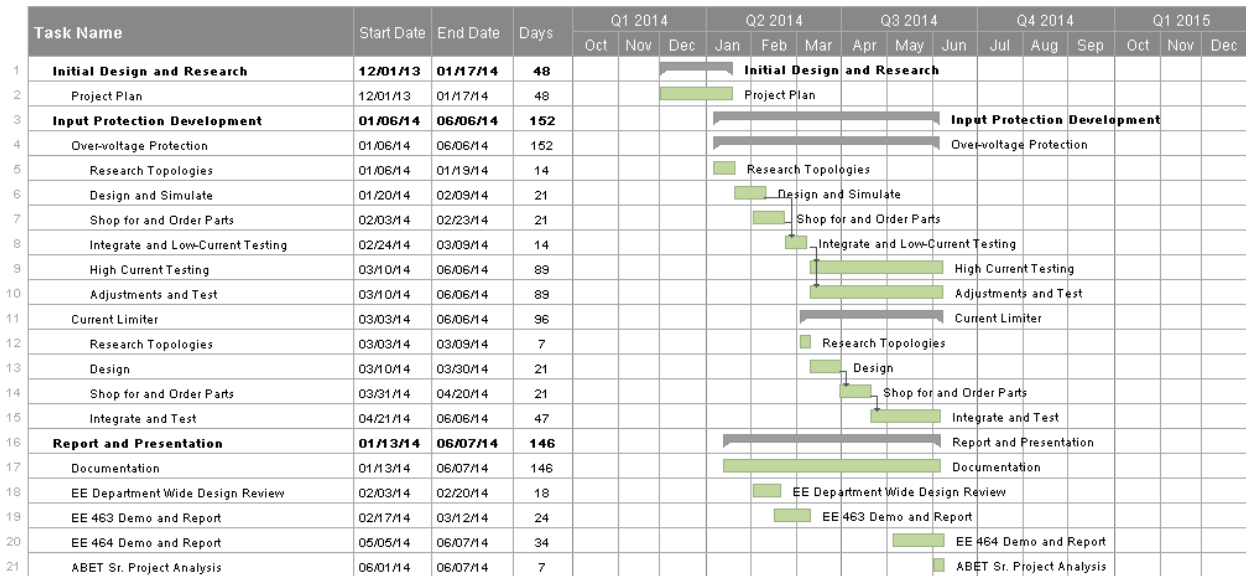 Q1 2014 Q2 2014 Q3 2014 Q4 2014 Q1 2015
Task Name Start Date End Date Days
Oct Nov Dec Jan Feb Mar Apr May Jun Jul Aug Sep Oct Nov Dec
1 Initial Design and Research 12/01/13 01/17/14 48 Initial Design and Research
2 Project Plan 12/01/13 01/17/14 48 Project Plan
3 Input Protection Development 01/06/14 06/06/14 152 Input Protection Development
4 Over-voltage Protection 01/06/14 06/06/14 152 Over-voltage Protection
5 Research Topologies 01/06/14 01/19/14 14 Research Topologies
6 Design and Simulate 01/20/14 02/09/14 21 Design and Simulate
7 Shop for and Order Parts 02/03/14 02/23/14 21 Shop for and Order Parts
8 Integrate and Low-Current Testing 02/24/14 03/09/14 14 Integrate and Low-Current Testing
9 High Current Testing 03/10/14 06/06/14 89 High Current Testing
10 Adjustments and Test 03/10/14 06/06/14 89 Adjustments and Test
11 Current Limiter 03/03/14 06/06/14 96 Current Limiter
12 Research Topologies 03/03/14 03/09/14 7 Research Topologies
13 Design 03/10/14 03/30/14 21 Design
14 Shop for and Order Parts 03/31/14 04/20/14 21 Shop for and Order Parts
15 Integrate and Test 04/21/14 06/06/14 47 Integrate and Test
16 Report and Presentation 01/13/14 06/07/14 146 Report and Presentation
17 Documentation 01/13/14 06/07/14 146 Documentation
18 EE Department Wide Design Review 02/03/14 02/20/14 18 EE Department Wide Design Review
19 EE 463 Demo and Report 02/17/14 03/12/14 24 EE 463 Demo and Report
20 EE 464 Demo and Report 05/05/14 06/07/14 34 EE 464 Demo and Report
21 ABET Sr. Project Analysis 06/01/14 06/07/14 7 ABET Sr. Project Analysis